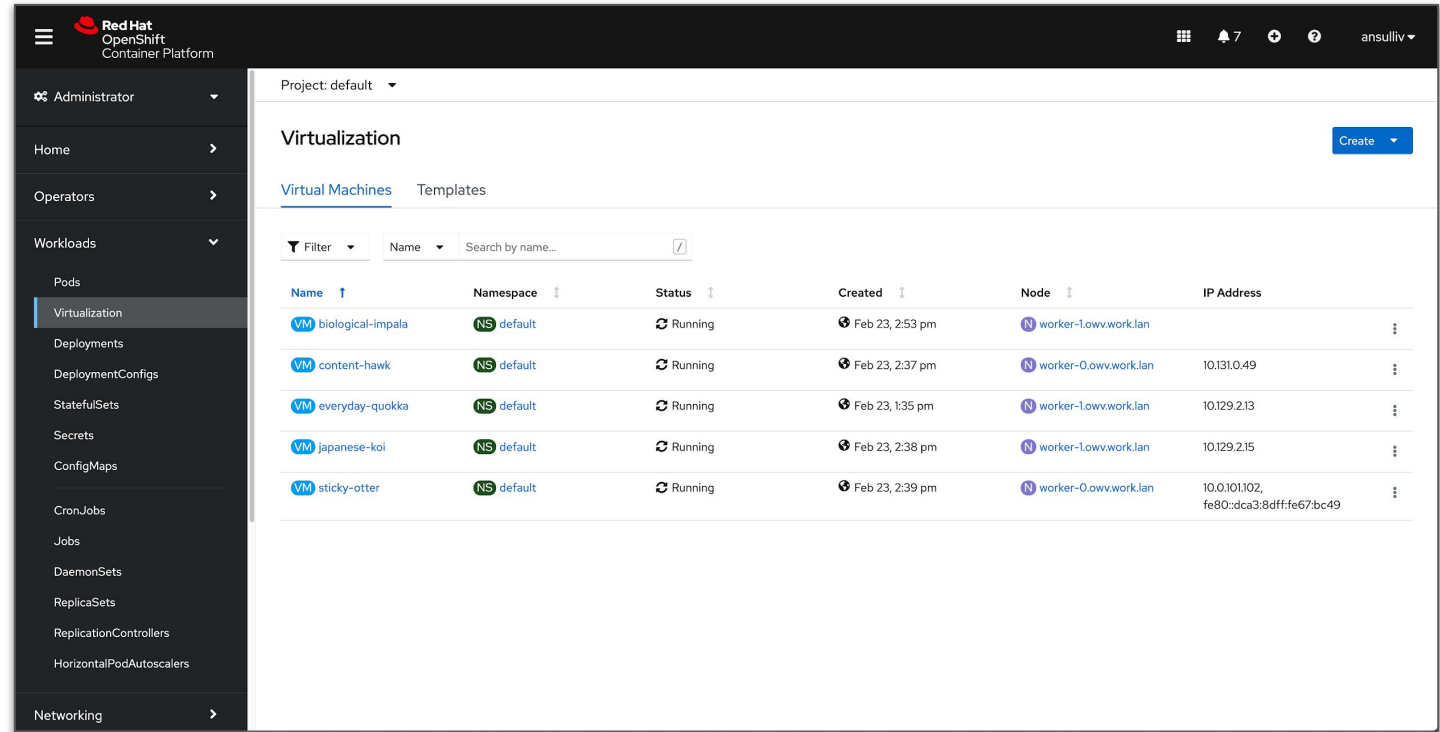 Red Hat
OpenShift
Container Platform
7
ansulliv
Administrator
Home
Operators
Workloads
Pods
Virtualization
Deployments
DeploymentConfigs
StatefulSets
Secrets
ConfigMaps
CronJobs
Jobs
DaemonSets
ReplicaSets
ReplicationControllers
HorizontalPodAutoscalers
Networking
Project: default
Virtualization
Create
Virtual Machines Templates
Filter Name Search by name... /
Name Namespace Status Created Node IP Address
VM biological-impala NS default Running Feb 23, 2:53 pm N worker-1.owv.work.lan
VM content-hawk NS default Running Feb 23, 2:37 pm N worker-0.owv.work.lan 10.131.0.49
VM everyday-quokka NS default Running Feb 23, 1:35 pm N worker-1.owv.work.lan 10.129.2.13
VM japanese-koi NS default Running Feb 23, 2:38 pm N worker-1.owv.work.lan 10.129.2.15
VM sticky-otter NS default Running Feb 23, 2:39 pm N worker-0.owv.work.lan 10.0.101.102,
fe80::dca3:8dff:fe67:bc49